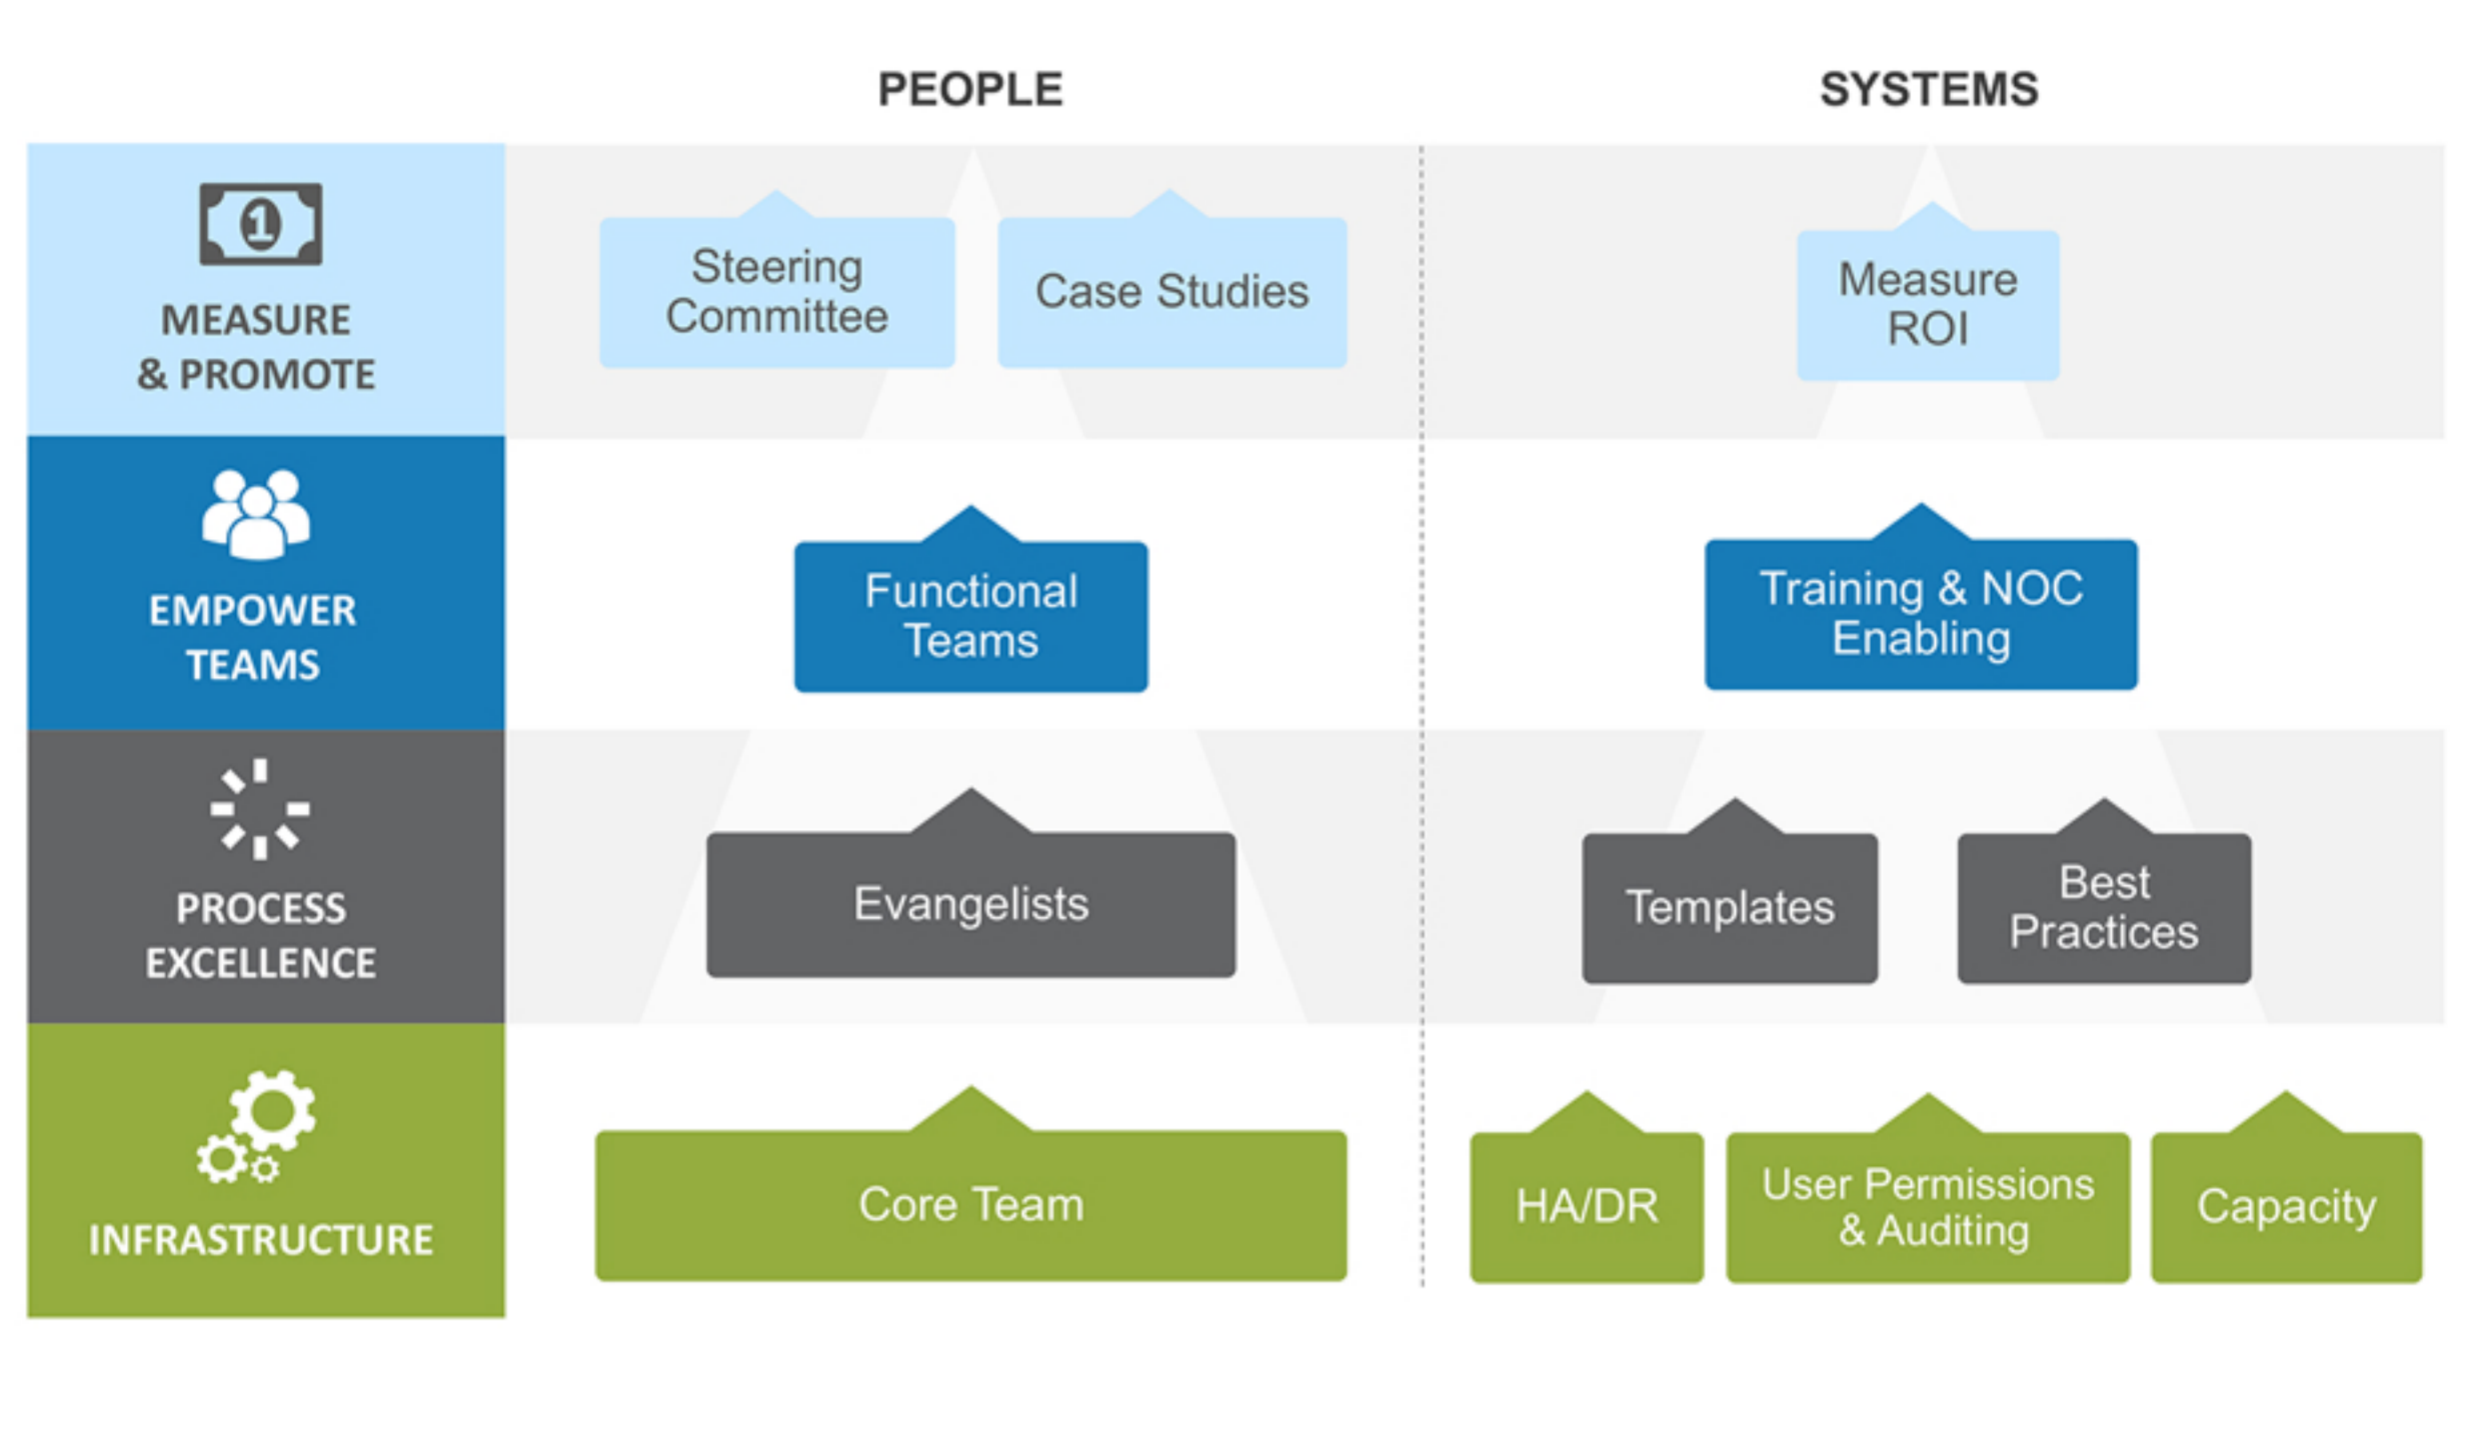 PEOPLE
SYSTEMS
1
MEASURE
& PROMOTE
Steering
Committee
Case Studies
Measure
ROI
EMPOWER
TEAMS
Functional
Teams
Training & NOC
Enabling
PROCESS
EXCELLENCE
Evangelists
Templates
Best
Practices
INFRASTRUCTURE
Core Team
HA/DR
User Permissions
& Auditing
Capacity